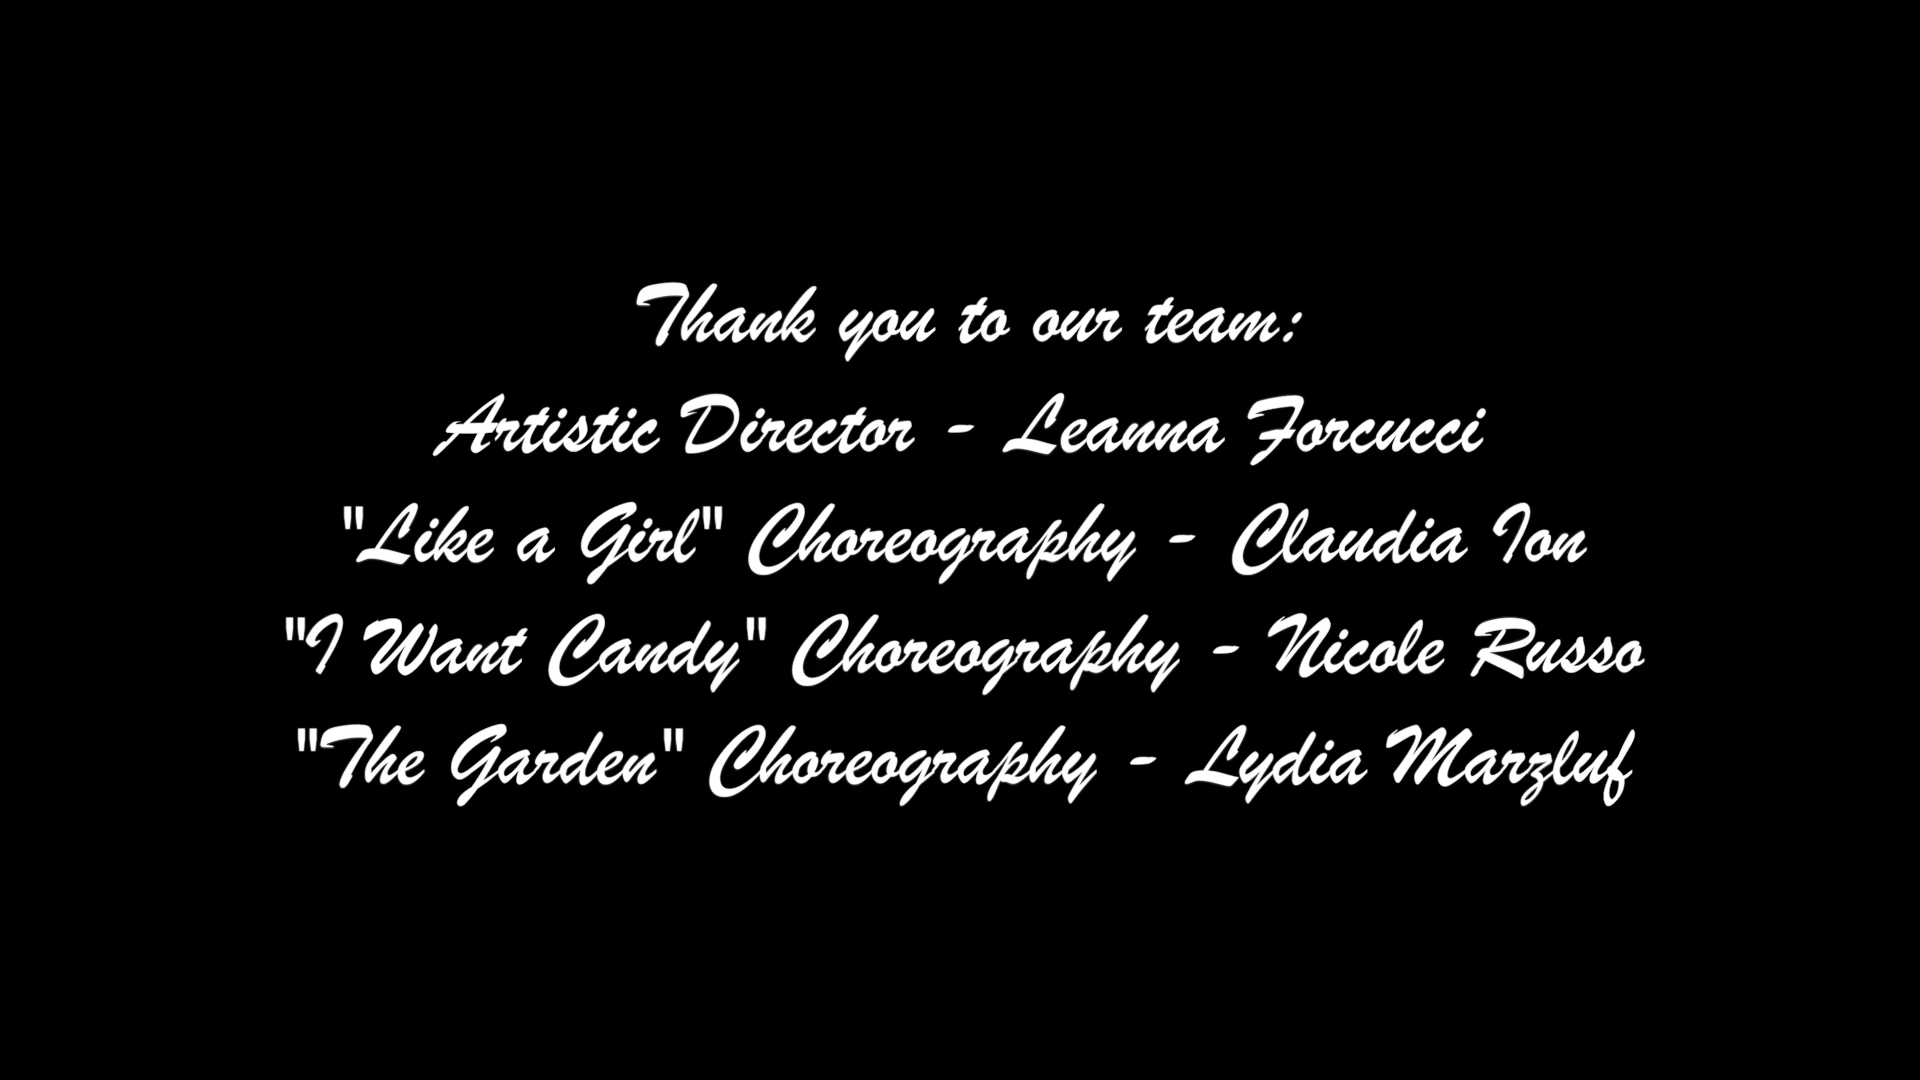 Thank you to our team:
Artistic Director - Leanna Forcucci
"Like a Girl" Choreography - Claudia Ion
"I Want Candy" Choreography - Nicole Russo
"The Garden" Choreography - Lydia Marzluf